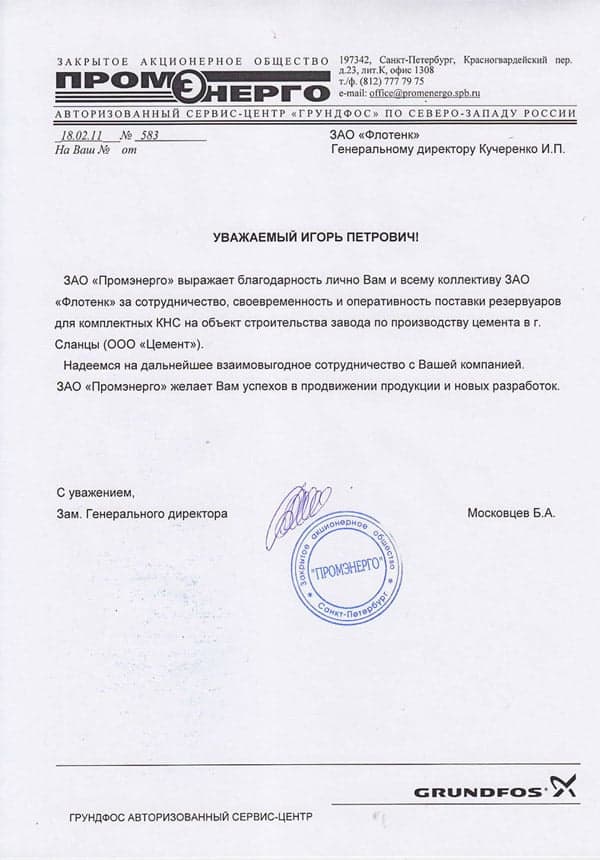 ЗАКРЫТОЕ АКЦИОНЕРНОЕ ОБЩЕСТВО
ПРОМЭНЕРГО
197342, Санкт-Петербург, Красногвардейский пер.
д.23, лит.К, офис 1308
т./ф. (812) 777 79 75
e-mail: office@promenergo.spb.ru
АВТОРИЗОВАННЫЙ СЕРВИС-ЦЕНТР «ГРУНДФОС» ПО СЕВЕРО-ЗАПАДУ РОССИИ
18.02.11 № 583
На Ваш № от
ЗАО «Флотенк»
Генеральному директору Кучеренко И.П.
УВАЖАЕМЫЙ ИГОРЬ ПЕТРОВИЧ!
ЗАО «Промэнерго» выражает благодарность лично Вам и всему коллективу ЗАО
«Флотенк» за сотрудничество, своевременность и оперативность поставки резервуаров
для комплектных КНС на объект строительства завода по производству цемента в г.
Сланцы (ООО «Цемент»).
Надеемся на дальнейшее взаимовыгодное сотрудничество с Вашей компанией.
ЗАО «Промэнерго» желает Вам успехов в продвижении продукции и новых разработок.
С уважением,
Зам. Генерального директора
Московцев Б.А.
Закрытое акционерное общество
"ПРОМЭНЕРГО"
* Санкт-Петербург *
GRUNDFOS
ГРУНДФОС АВТОРИЗОВАННЫЙ СЕРВИС-ЦЕНТР